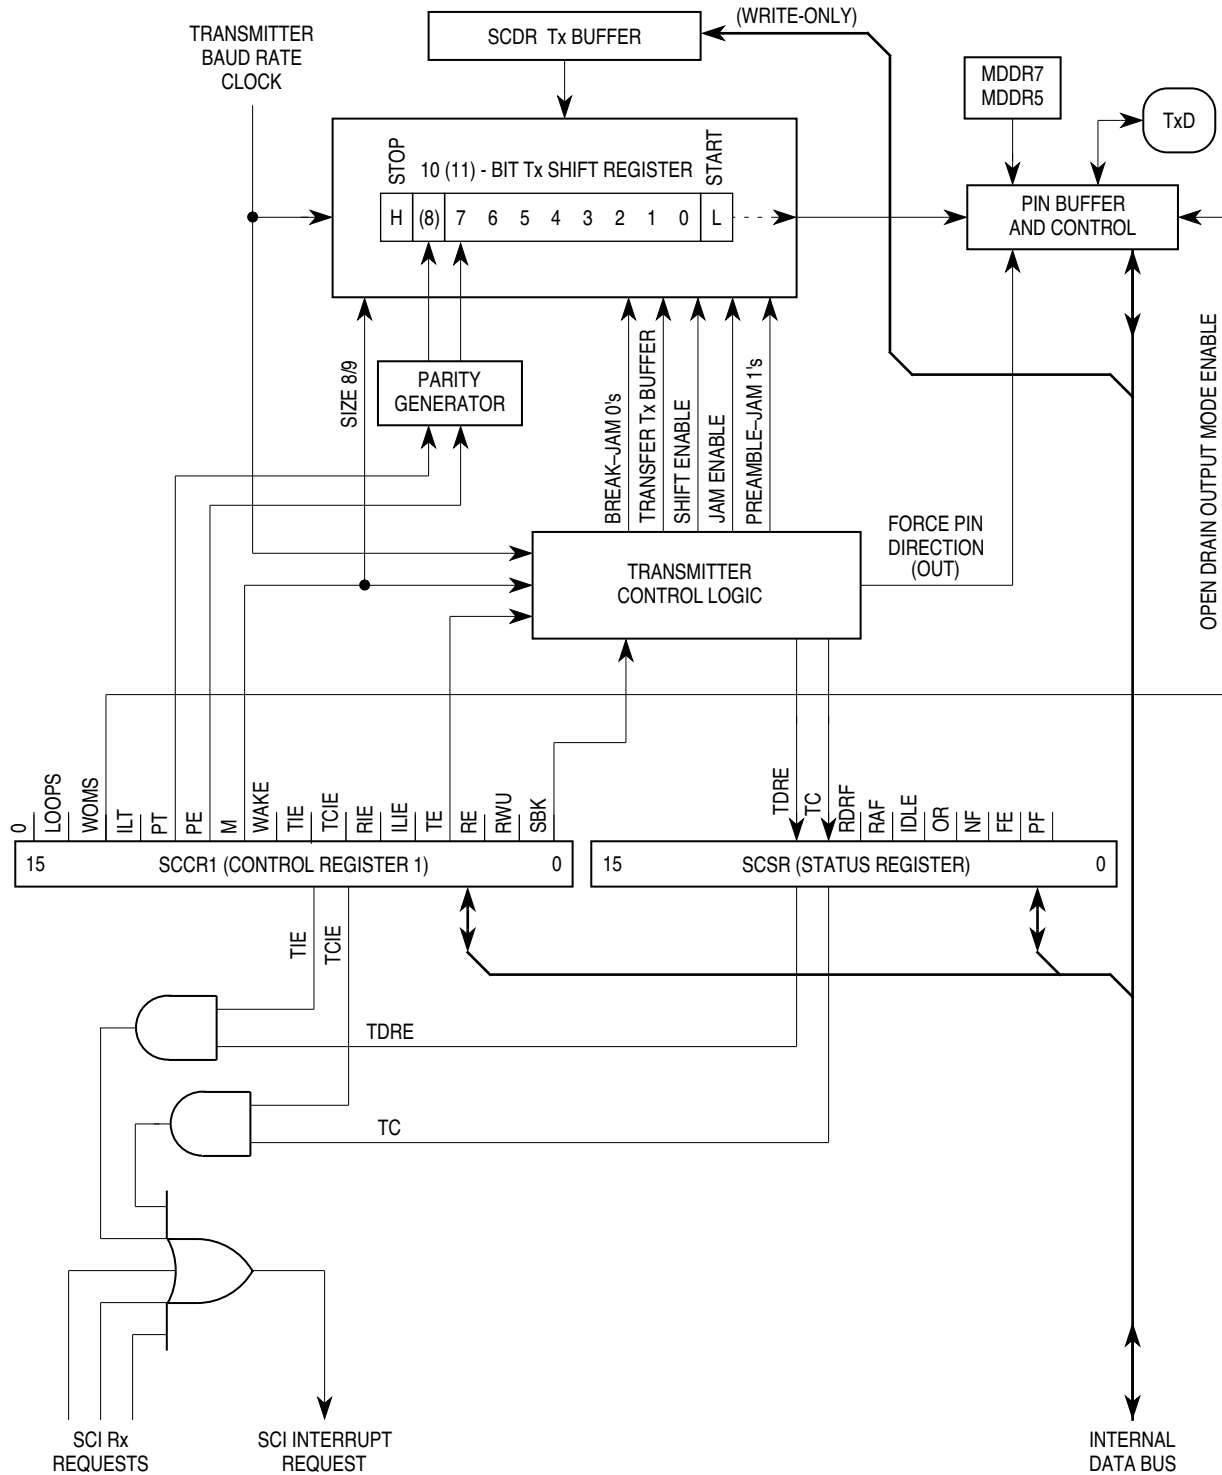 TRANSMITTER
BAUD RATE
CLOCK
SCDR Tx BUFFER
(WRITE-ONLY)
MDDR7
MDDR5
TxD
STOP
10 (11) - BIT Tx SHIFT REGISTER
START
H (8) 7 6 5 4 3 2 1 0 L
PIN BUFFER
AND CONTROL
OPEN DRAIN OUTPUT MODE ENABLE
SIZE 8/9
PARITY
GENERATOR
BREAK–JAM 0's
TRANSFER Tx BUFFER
SHIFT ENABLE
JAM ENABLE
PREAMBLE–JAM 1's
FORCE PIN
DIRECTION
(OUT)
TRANSMITTER
CONTROL LOGIC
0
LOOPS
WOMS
ILT
PT
PE
M
WAKE
TIE
TCIE
RIE
ILIE
TE
RE
RWU
SBK
TDRE
TC
RDRF
RAF
IDLE
OR
NF
FE
PF
15 SCCR1 (CONTROL REGISTER 1) 0
15 SCSR (STATUS REGISTER) 0
TIE
TCIE
TDRE
TC
SCI Rx
REQUESTS
SCI INTERRUPT
REQUEST
INTERNAL
DATA BUS